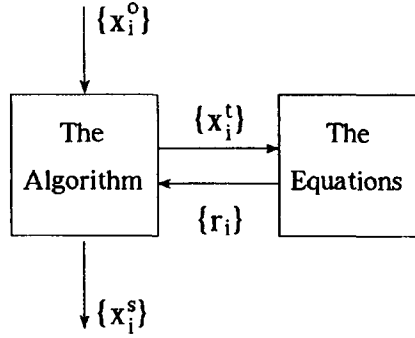 {x_i^o}
The
Algorithm
{x_i^t}
The
Equations
{r_i}
{x_i^s}